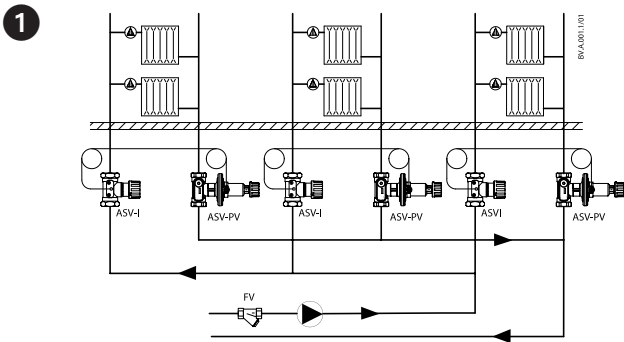 1
BV.A.001.1/01
ASV-I
ASV-PV
ASV-I
ASV-PV
ASVI
ASV-PV
FV